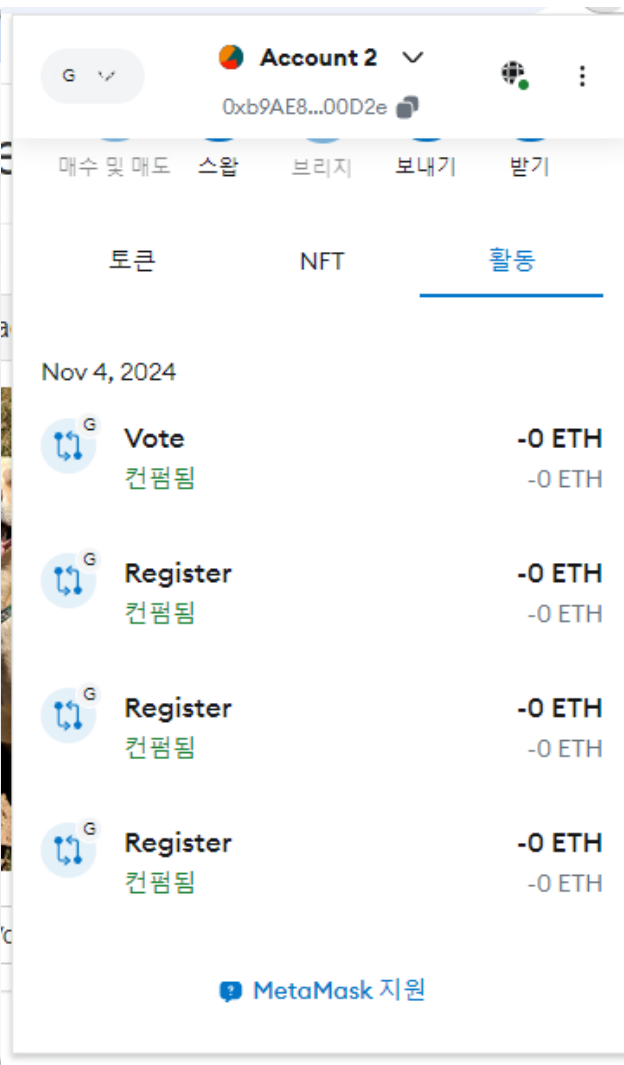 G
Account 2
0xb9AE8...00D2e
매수 및 매도 스왑 브리지 보내기 받기
토큰 NFT 활동
Nov 4, 2024
G
Vote -0 ETH
컨펌됨 -0 ETH
G
Register -0 ETH
컨펌됨 -0 ETH
G
Register -0 ETH
컨펌됨 -0 ETH
G
Register -0 ETH
컨펌됨 -0 ETH
MetaMask 지원